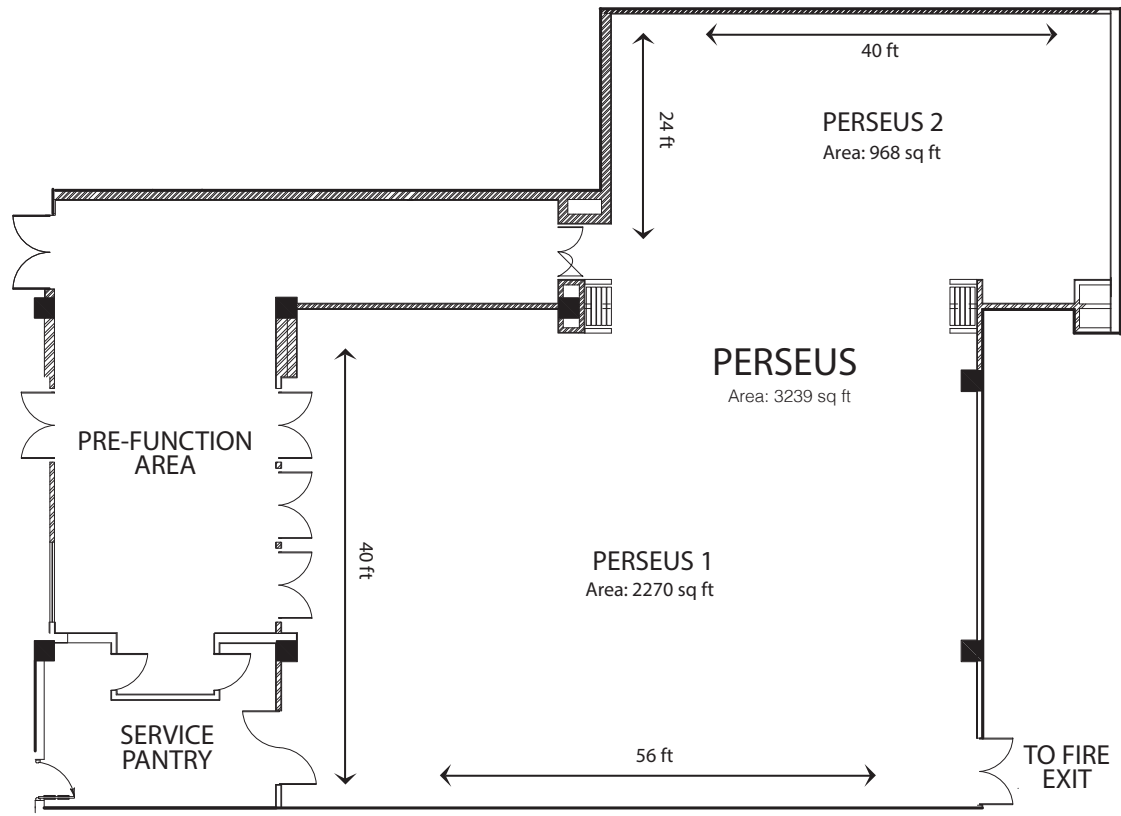 40 ft
24 ft
PERSEUS 2
Area: 968 sq ft
PERSEUS
Area: 3239 sq ft
PRE-FUNCTION
AREA
40 ft
PERSEUS 1
Area: 2270 sq ft
SERVICE
PANTRY
56 ft
TO FIRE
EXIT